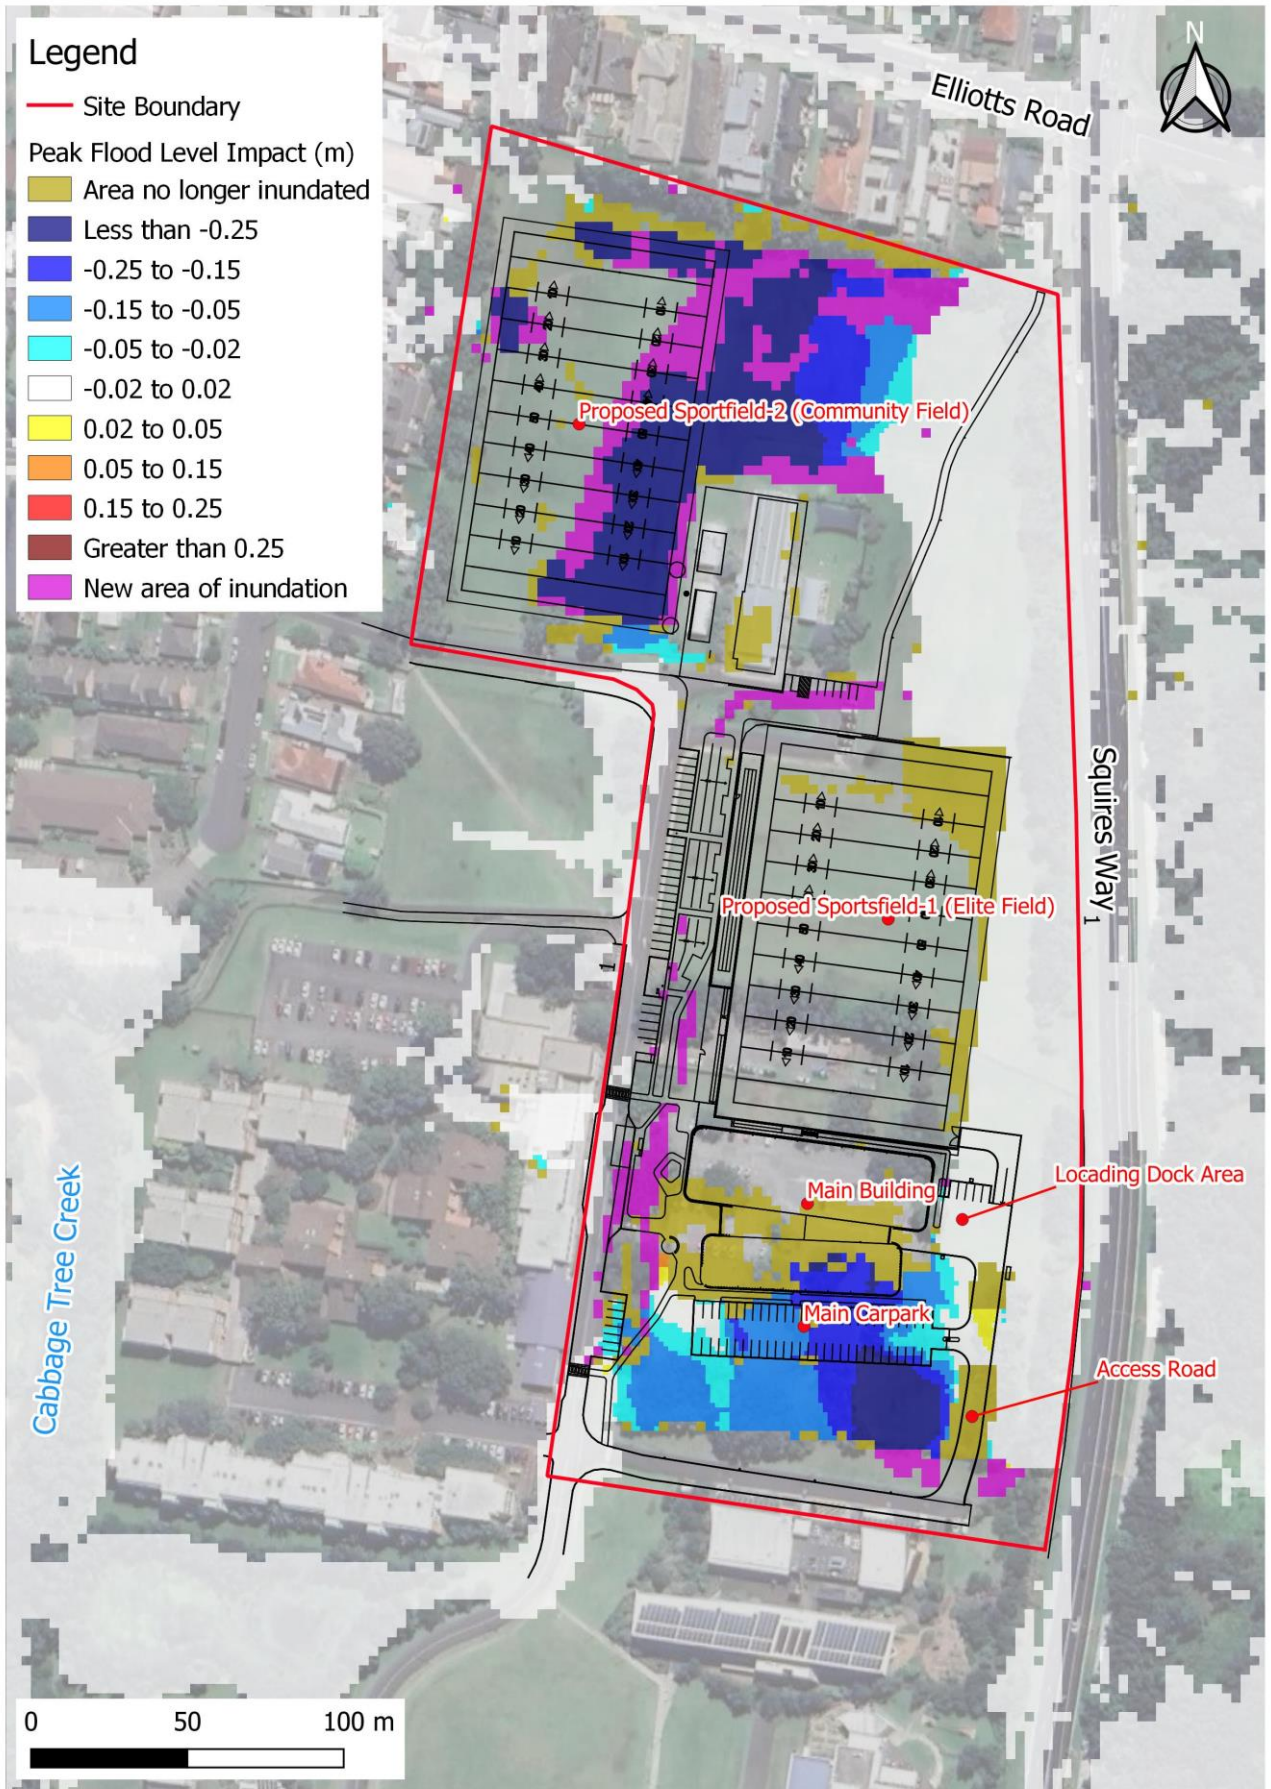 Legend
Site Boundary
Peak Flood Level Impact (m)
Area no longer inundated
Less than -0.25
-0.25 to -0.15
-0.15 to -0.05
-0.05 to -0.02
-0.02 to 0.02
0.02 to 0.05
0.05 to 0.15
0.15 to 0.25
Greater than 0.25
New area of inundation
N
Elliotts Road
Proposed Sportfield-2 (Community Field)
Squires Way
1
Proposed Sportsfield-1 (Elite Field)
1
Main Building
Locading Dock Area
Main Carpark
Access Road
Cabbage Tree Creek
0 50 100 m